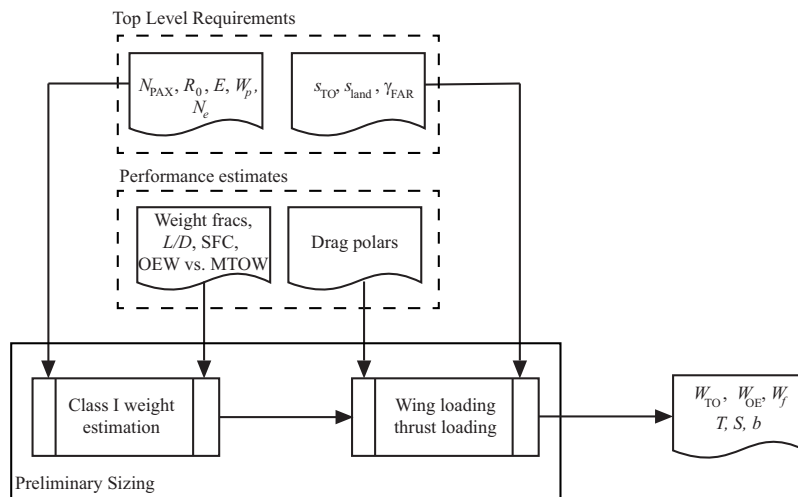 Top Level Requirements
N_PAX, R_0, E, W_p,
N_e
s_TO, s_land, γ_FAR
Performance estimates
Weight fracs,
L/D, SFC,
OEW vs. MTOW
Drag polars
Class I weight
estimation
Wing loading
thrust loading
W_TO, W_OE, W_f
T, S, b
Preliminary Sizing